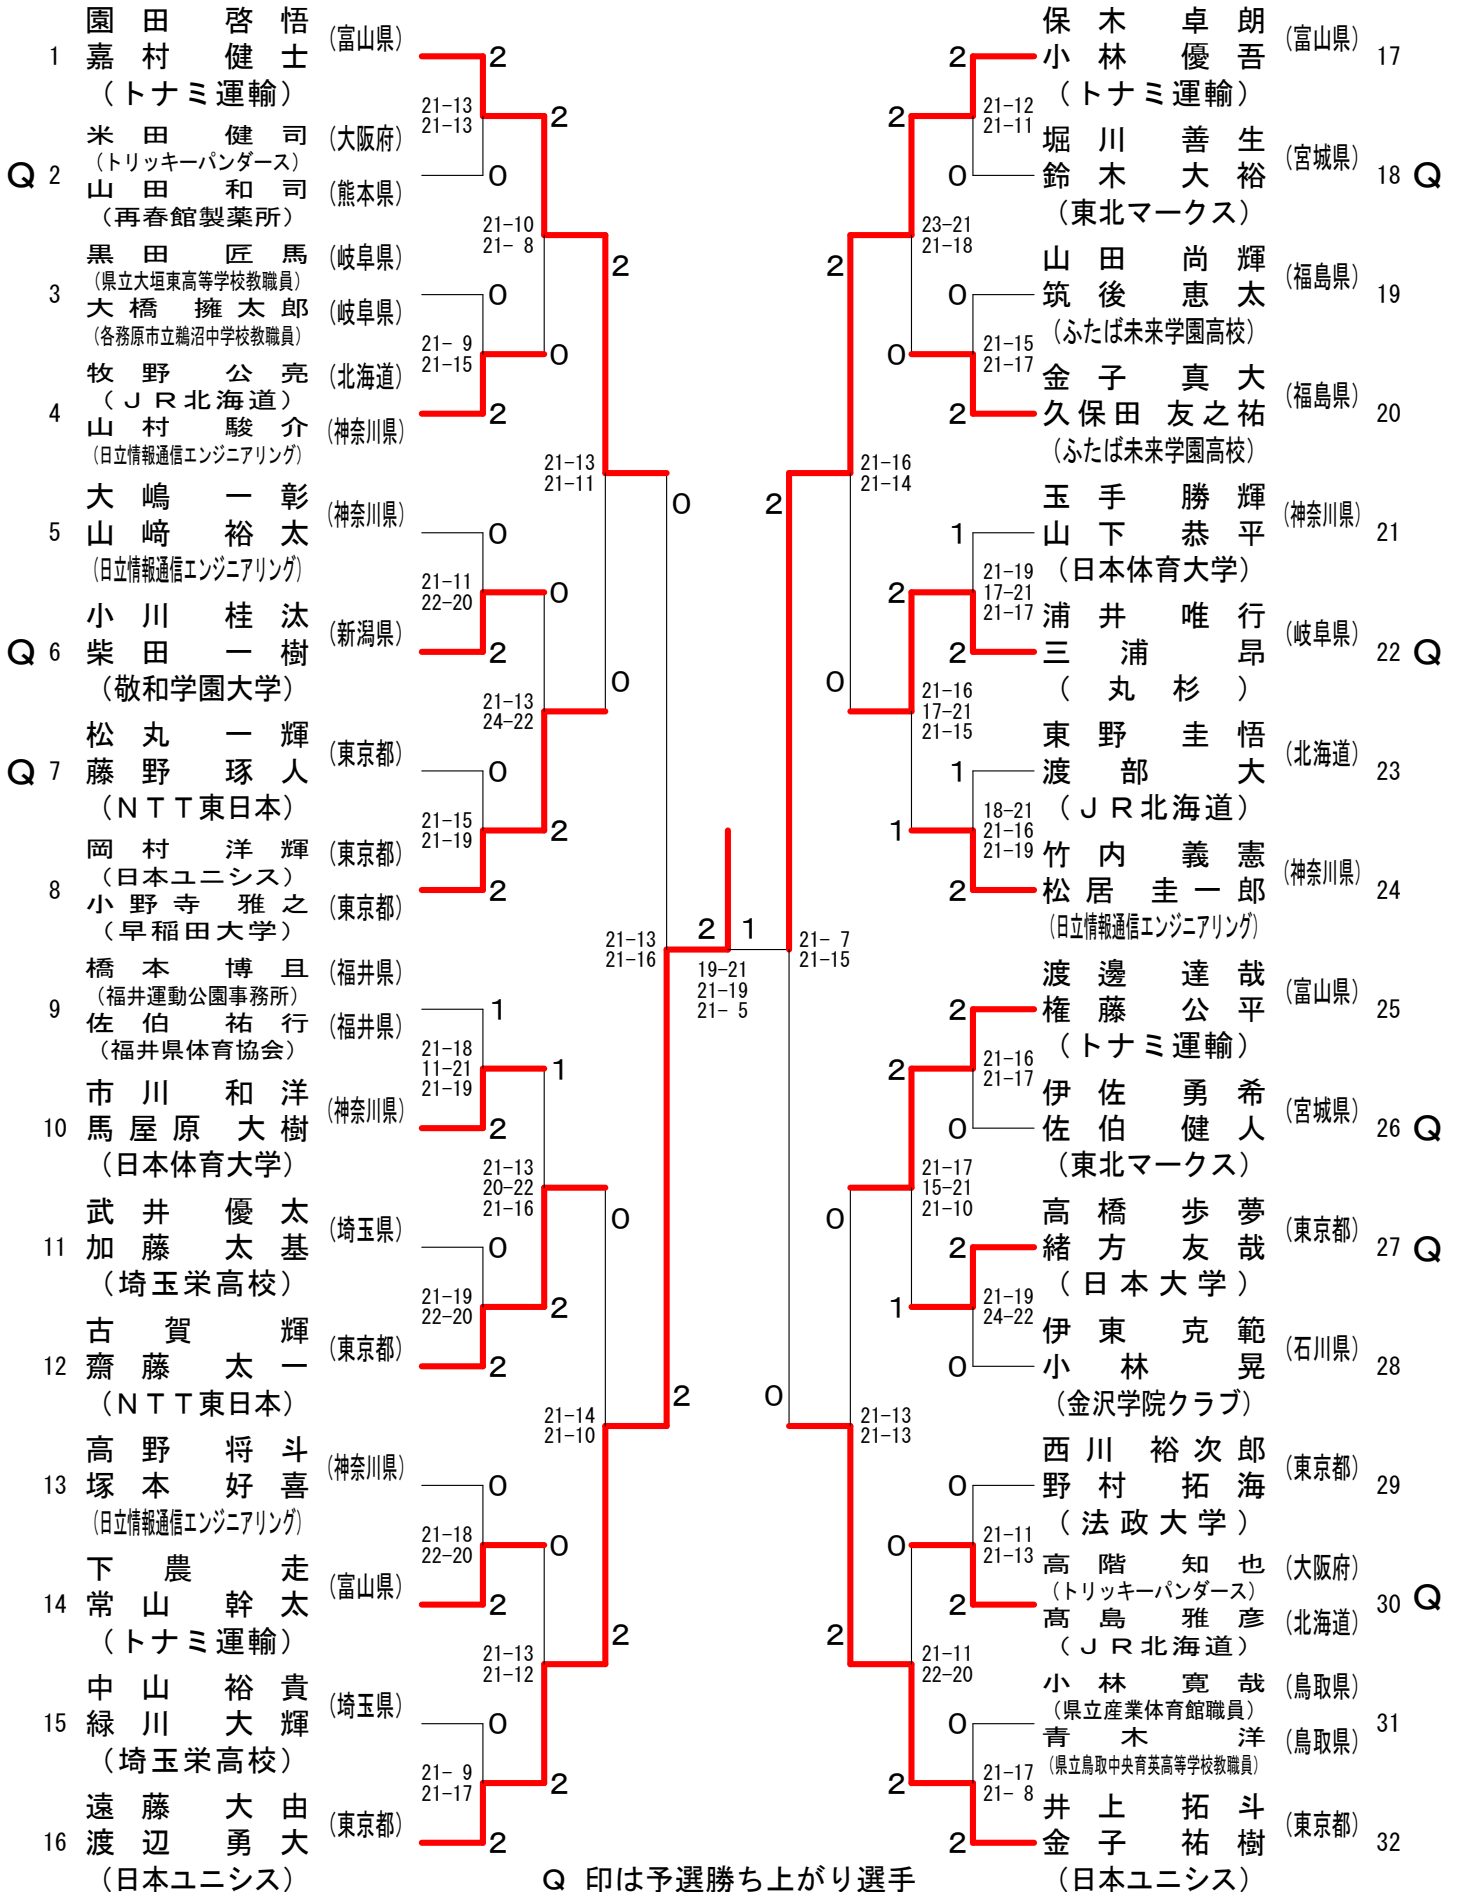 園田 啓悟 (富山県)
1 嘉村 健士
(トナミ運輸)
2
21-13
21-13
2
米田 健司 (大阪府)
(トリッキーパンダース)
Q 2
0
山田 和司 (熊本県)
(再春館製薬所)
21-10
21- 8
2
黒田 匠馬 (岐阜県)
(県立大垣東高等学校教職員)
3
0
大橋 擁太郎 (岐阜県)
(各務原市立鵜沼中学校教職員)
21- 9
21-15
0
牧野 公亮 (北海道)
(JR北海道)
4
2
山村 駿介 (神奈川県)
(日立情報通信エンジニアリング)
21-13
21-11
0
大嶋 一彰 (神奈川県)
5 山﨑 裕太
0
(日立情報通信エンジニアリング)
21-11
22-20
0
小川 桂汰 (新潟県)
Q 6 柴田 一樹
2
(敬和学園大学)
21-13
24-22
0
松丸 一輝 (東京都)
Q 7 藤野 琢人
0
(NTT東日本)
21-15
21-19
2
岡村 洋輝 (東京都)
(日本ユニシス)
8
2
小野寺 雅之 (東京都)
(早稲田大学)
21-13
21-16
2 1
19-21
21-19
21- 5
橋本 博且 (福井県)
(福井運動公園事務所)
9
1
佐伯 祐行 (福井県)
(福井県体育協会)
21-18
11-21
21-19
1
市川 和洋 (神奈川県)
10 馬屋原 大樹
2
(日本体育大学)
21-13
20-22
21-16
0
武井 優太 (埼玉県)
11 加藤 太基
0
(埼玉栄高校)
21-19
22-20
2
古賀 輝 (東京都)
12 齋藤 太一
2
(NTT東日本)
21-14
21-10
2
高野 将斗 (神奈川県)
13 塚本 好喜
0
(日立情報通信エンジニアリング)
21-18
22-20
0
下農 走 (富山県)
14 常山 幹太
2
(トナミ運輸)
21-13
21-12
2
中山 裕貴 (埼玉県)
15 緑川 大輝
0
(埼玉栄高校)
21- 9
21-17
2
遠藤 大由 (東京都)
16 渡辺 勇大
2
(日本ユニシス)
保木 卓朗 (富山県)
2 小林 優吾 17
(トナミ運輸)
21-12
21-11
2
堀川 善生 (宮城県)
0 鈴木 大裕 18 Q
(東北マークス)
23-21
21-18
2
山田 尚輝 (福島県)
0 筑後 恵太 19
(ふたば未来学園高校)
21-15
21-17
0
金子 真大 (福島県)
2 久保田 友之祐 20
(ふたば未来学園高校)
21-16
21-14
2
玉手 勝輝 (神奈川県)
1 山下 恭平 21
(日本体育大学)
21-19
17-21
21-17
2
浦井 唯行 (岐阜県)
2 三浦 昂 22 Q
(丸杉)
21-16
17-21
21-15
0
東野 圭悟 (北海道)
1 渡部 大 23
(JR北海道)
18-21
21-16
21-19
1
竹内 義憲 (神奈川県)
2 松居 圭一郎 24
(日立情報通信エンジニアリング)
21- 7
21-15
渡邊 達哉 (富山県)
2 権藤 公平 25
(トナミ運輸)
21-16
21-17
2
伊佐 勇希 (宮城県)
0 佐伯 健人 26 Q
(東北マークス)
21-17
15-21
21-10
0
高橋 歩夢 (東京都)
2 緒方 友哉 27 Q
(日本大学)
21-19
24-22
1
伊東 克範 (石川県)
0 小林 晃 28
(金沢学院クラブ)
21-13
21-13
0
西川 裕次郎 (東京都)
0 野村 拓海 29
(法政大学)
21-11
21-13
0
高階 知也 (大阪府)
(トリッキーパンダース)
2 30 Q
髙島 雅彦 (北海道)
(JR北海道)
21-11
22-20
2
小林 寛哉 (鳥取県)
(県立産業体育館職員)
0 31
青木 洋 (鳥取県)
(県立鳥取中央育英高等学校教職員)
21-17
21- 8
2
井上 拓斗 (東京都)
2 金子 祐樹 32
(日本ユニシス)
Q 印は予選勝ち上がり選手